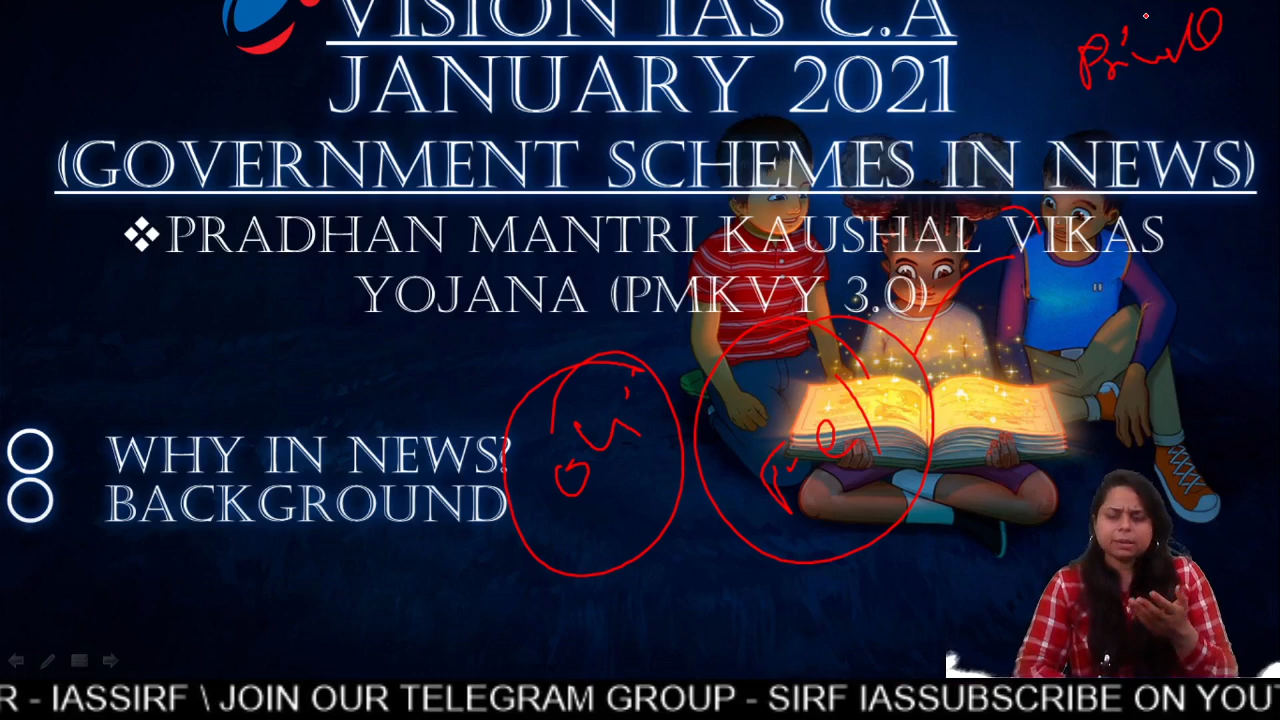 VISION IAS C.A
JANUARY 2021
(GOVERNMENT SCHEMES IN NEWS)
❖PRADHAN MANTRI KAUSHAL VIKAS
YOJANA (PMKVY 3.0)
WHY IN NEWS?
BACKGROUND
R - IASSIRF \ JOIN OUR TELEGRAM GROUP - SIRF IASSUBSCRIBE ON YOU